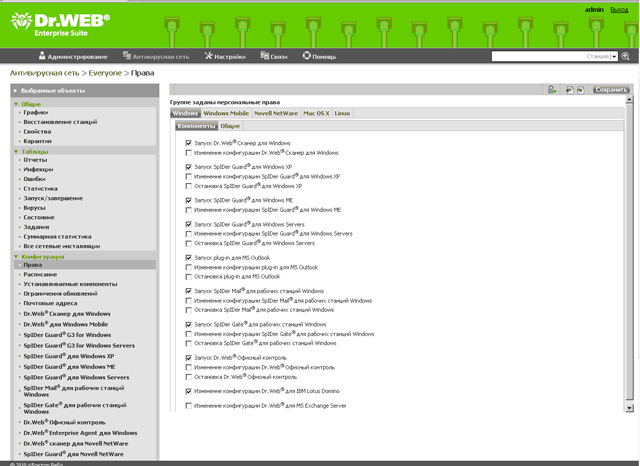 Dr.WEB®
Enterprise Suite
admin Выход
Администрирование Антивирусная сеть Настройки Связи Помощь
Станция
Антивирусная сеть > Everyone > Права
Выбранные объекты
Сохранить
Общие
Графики
Восстановление станций
Свойства
Карантин
Таблицы
Отчеты
Инфекции
Ошибки
Статистика
Запуск/завершение
Вирусы
Состояние
Задания
Суммарная статистика
Все сетевые инсталляции
Конфигурация
Права
Расписание
Устанавливаемые компоненты
Ограничения обновлений
Почтовые адреса
Dr.Web® Сканер для Windows
Dr.Web® для Windows Mobile
SpIDer Guard® G3 for Windows
SpIDer Guard® G3 for Windows Servers
SpIDer Guard® для Windows XP
SpIDer Guard® для Windows ME
SpIDer Guard® для Windows Servers
SpIDer Mail® для рабочих станций
Windows
SpIDer Gate® для рабочих станций
Windows
Dr.Web® Офисный контроль
Dr.Web® Enterprise Agent для Windows
Dr.Web® сканер для Novell NetWare
SpIDer Guard® для Novell NetWare
Группе заданы персональные права
Windows Windows Mobile Novell NetWare Mac OS X Linux
Компоненты Общие
Запуск Dr.Web® Сканер для Windows
Изменение конфигурации Dr.Web® Сканер для Windows
Запуск SpIDer Guard® для Windows XP
Изменение конфигурации SpIDer Guard® для Windows XP
Остановка SpIDer Guard® для Windows XP
Запуск SpIDer Guard® для Windows ME
Изменение конфигурации SpIDer Guard® для Windows ME
Запуск SpIDer Guard® для Windows Servers
Изменение конфигурации SpIDer Guard® для Windows Servers
Остановка SpIDer Guard® для Windows Servers
Запуск plug-in для MS Outlook
Изменение конфигурации plug-in для MS Outlook
Остановка plug-in для MS Outlook
Запуск SpIDer Mail® для рабочих станций Windows
Изменение конфигурации SpIDer Mail® для рабочих станций Windows
Остановка SpIDer Mail® для рабочих станций Windows
Запуск SpIDer Gate® для рабочих станций Windows
Изменение конфигурации SpIDer Gate® для рабочих станций Windows
Остановка SpIDer Gate® для рабочих станций Windows
Запуск Dr.Web® Офисный контроль
Изменение конфигурации Dr.Web® Офисный контроль
Остановка Dr.Web® Офисный контроль
Изменение конфигурации Dr.Web® для IBM Lotus Domino
Изменение конфигурации Dr.Web® для MS Exchange Server